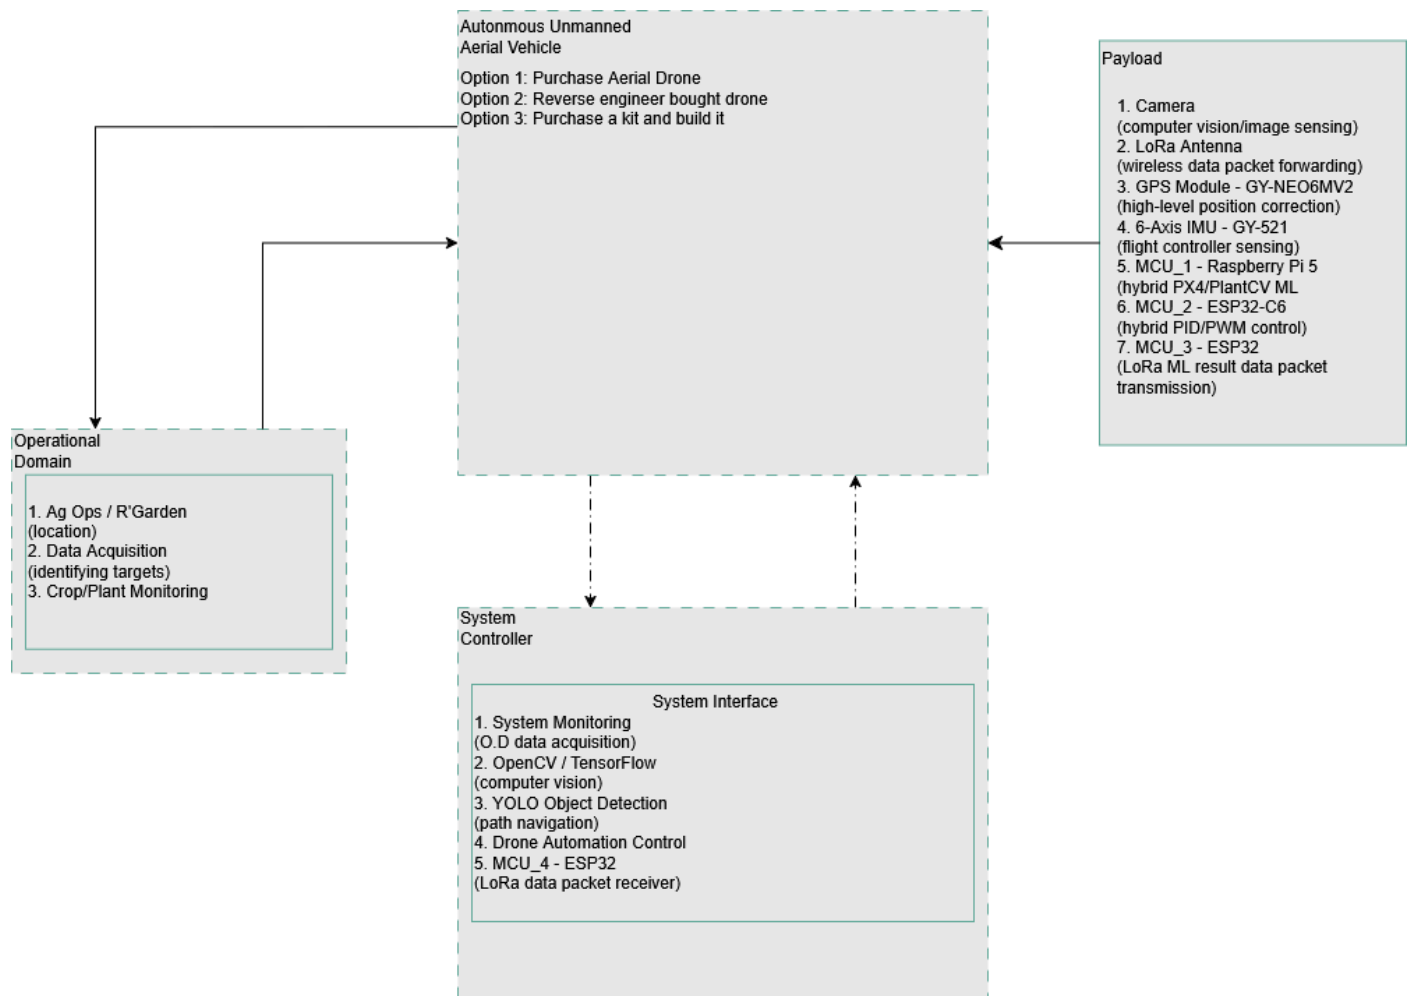 Autonmous Unmanned
Aerial Vehicle
Option 1: Purchase Aerial Drone
Option 2: Reverse engineer bought drone
Option 3: Purchase a kit and build it
Payload
1. Camera
(computer vision/image sensing)
2. LoRa Antenna
(wireless data packet forwarding)
3. GPS Module - GY-NEO6MV2
(high-level position correction)
4. 6-Axis IMU - GY-521
(flight controller sensing)
5. MCU_1 - Raspberry Pi 5
(hybrid PX4/PlantCV ML
6. MCU_2 - ESP32-C6
(hybrid PID/PWM control)
7. MCU_3 - ESP32
(LoRa ML result data packet
transmission)
Operational
Domain
1. Ag Ops / R'Garden
(location)
2. Data Acquisition
(identifying targets)
3. Crop/Plant Monitoring
System
Controller
System Interface
1. System Monitoring
(O.D data acquisition)
2. OpenCV / TensorFlow
(computer vision)
3. YOLO Object Detection
(path navigation)
4. Drone Automation Control
5. MCU_4 - ESP32
(LoRa data packet receiver)